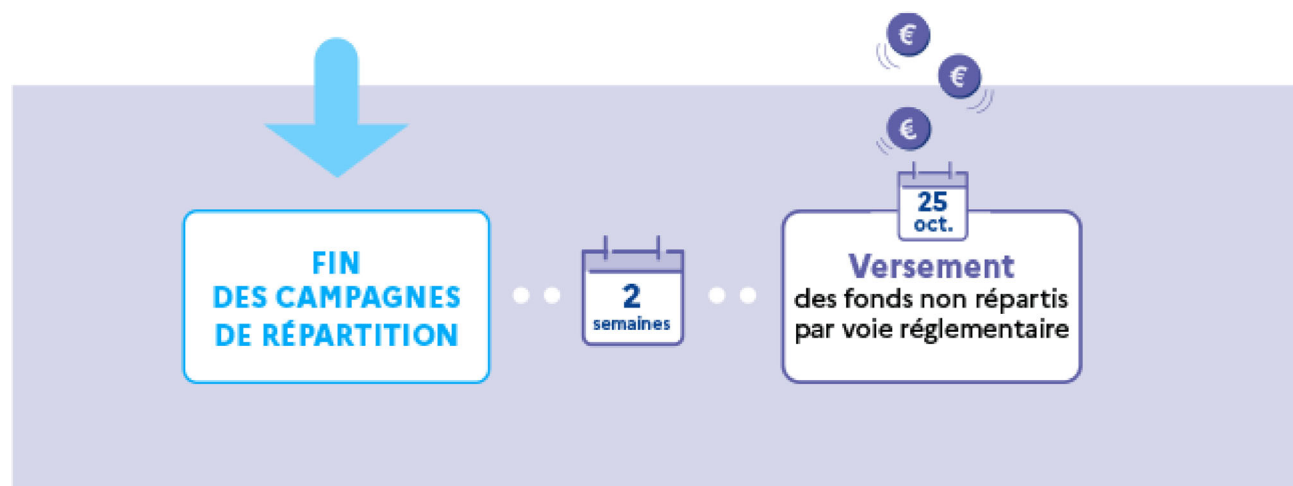 €
€
€
FIN
DES CAMPAGNES
DE RÉPARTITION
2
semaines
25
oct.
Versement
des fonds non répartis
par voie réglementaire